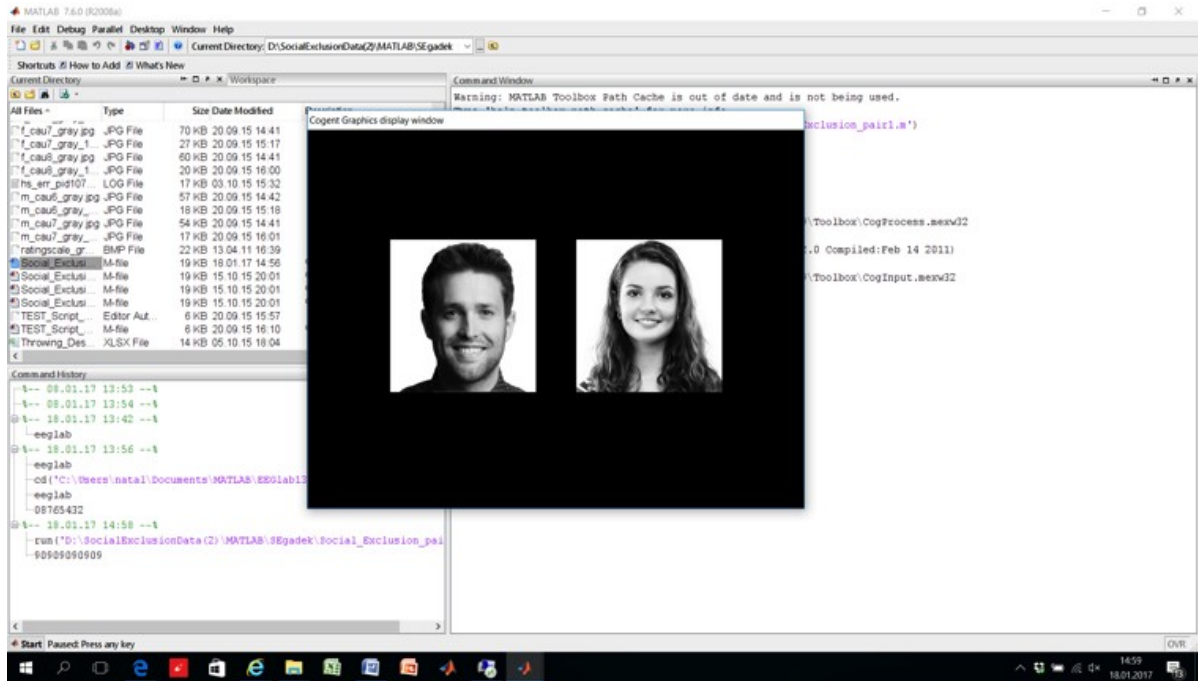 MATLAB 7.6.0 (R2008a)
File Edit Debug Parallel Desktop Window Help
Current Directory: D:\SocialExclusionData(2)\MATLAB\SEgadek
Shortcuts How to Add What's New
Current Directory Workspace
All Files Type Size Date Modified
f_cau7_gray.jpg JPG File 70 KB 20.09.15 14:41
f_cau7_gray_1... JPG File 27 KB 20.09.15 15:17
f_cau8_gray.jpg JPG File 60 KB 20.09.15 14:41
f_cau8_gray_1... JPG File 20 KB 20.09.15 16:00
hs_err_pid107... LOG File 17 KB 03.10.15 15:32
m_cau6_gray.jpg JPG File 57 KB 20.09.15 14:42
m_cau6_gray_... JPG File 18 KB 20.09.15 15:18
m_cau7_gray.jpg JPG File 54 KB 20.09.15 14:41
m_cau7_gray_... JPG File 17 KB 20.09.15 16:01
ratingscale_gr... BMP File 22 KB 13.04.11 16:39
Social_Exclusi... M-file 19 KB 18.01.17 14:56
Social_Exclusi... M-file 19 KB 15.10.15 20:01
Social_Exclusi... M-file 19 KB 15.10.15 20:01
Social_Exclusi... M-file 19 KB 15.10.15 20:01
TEST_Script_... Editor Aut... 6 KB 20.09.15 15:57
TEST_Script_... M-file 6 KB 20.09.15 16:10
Throwing_Des... XLSX File 14 KB 05.10.15 18:04
Command History
%-- 08.01.17 13:53 --%
%-- 08.01.17 13:54 --%
%-- 18.01.17 13:42 --%
eeglab
%-- 18.01.17 13:56 --%
eeglab
cd('C:\Users\natal\Documents\MATLAB\EEGlab13
eeglab
08765432
%-- 18.01.17 14:58 --%
run('D:\SocialExclusionData(2)\MATLAB\SEgadek\Social_Exclusion_pai
90909090909
Cogent Graphics display window
Command Window
Warning: MATLAB Toolbox Path Cache is out of date and is not being used.
xclusion_pair1.m')
\Toolbox\CogProcess.mexw32
.0 Compiled:Feb 14 2011)
\Toolbox\CogInput.mexw32
Start Paused: Press any key
OVR
14:59
18.01.2017